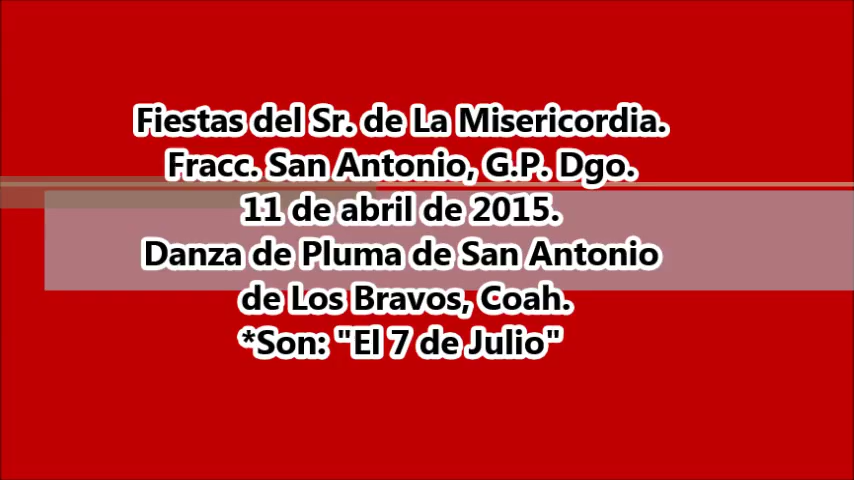 Fiestas del Sr. de La Misericordia.
Fracc. San Antonio, G.P. Dgo.
11 de abril de 2015.
Danza de Pluma de San Antonio
de Los Bravos, Coah.
*Son: "El 7 de Julio"